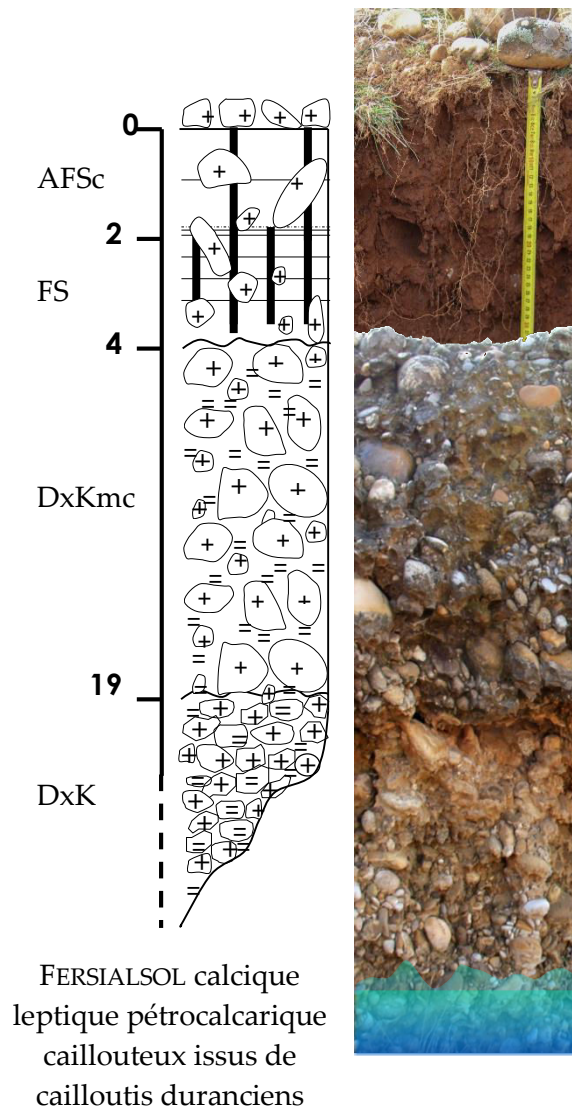 0
AFSc
2
FS
4
DxKmc
19
DxK
FERSIALSOL calcique
leptique pétrocalcarique
caillouteux issus de
cailloutis duranciens